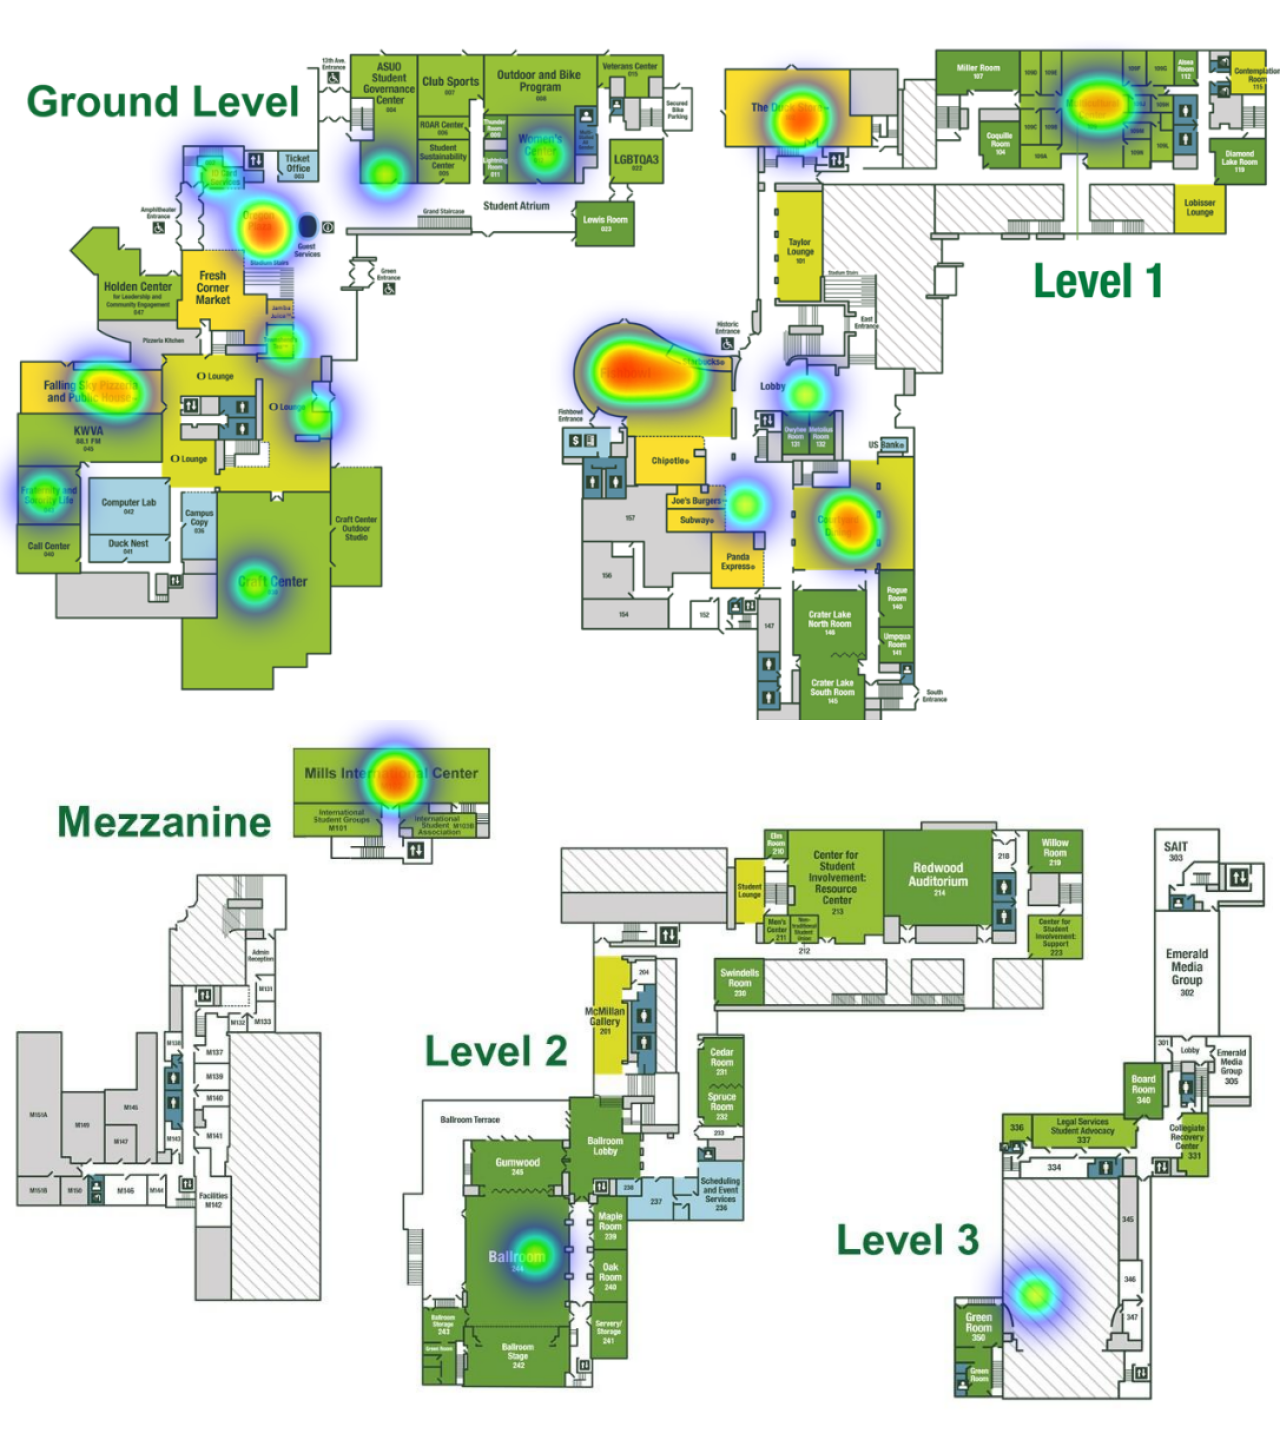 Ground Level
13th Ave.
Entrance
ASUO
Student
Governance
Center
004
Club Sports
007
ROAR Center
006
Student
Sustainability
Center
005
Outdoor and Bike
Program
Thunder
Room
Lightning
Room
011
Women's
Veterans Center
015
Secured
Bike
Parking
LGBTQA3
022
Lewis Room
023
Student Atrium
Grand Staircase
Ticket
Office
003
ID Card
Services
Amphitheater
Entrance
Guest
Services
Stadium Stairs
Green
Entrance
Holden Center
for Leadership and
Community Engagement
047
Fresh
Corner
Market
Pizzeria Kitchen
Falling Sky Pizzeria
and Public House
O Lounge
O Lounge
O Lounge
KWVA
88.1 FM
045
Fraternity and
Sorority Life
Call Center
040
Computer Lab
042
Duck Nest
041
Campus
Copy
036
Craft Center
Craft Center
Outdoor
Studio
Level 1
The Duck Store
Miller Room
107
Coquille
Room
104
109A
Alsea
Room
112
Contemplation
Room
115
Diamond
Lake Room
119
Lobisser
Lounge
Taylor
Lounge
101
Stadium Stairs
East
Entrance
Historic
Entrance
Starbucks
Fishbowl
Entrance
Lobby
Room
131
Room
132
US Bank
Chipotle
Joe's Burgers
Subway
Panda
Express
157
156
154
152
147
Courtyard
Dining
Crater Lake
North Room
146
Crater Lake
South Room
145
Rogue
Room
140
Umpqua
Room
141
South
Entrance
Mezzanine
Mills International Center
International
Student Groups
M101
International
Student M103B
Association
Admin
Reception
M131
M132
M133
M137
M138
M139
M140
M141
M143
M144
M145
M146
M147
M149
M150
M151A
M151B
Facilities
M142
Level 2
Student
Lounge
Elm
Room
210
Men's
Center
211
Non-
traditional
Student
Union
212
Center for
Student
Involvement:
Resource
Center
213
Redwood
Auditorium
214
218
Willow
Room
219
Center for
Student
Involvement:
Support
223
Swindells
Room
230
McMillan
Gallery
201
204
Cedar
Room
231
Spruce
Room
232
Ballroom Terrace
Ballroom
Lobby
Gumwood
245
Scheduling
and Event
Services
236
237
238
Maple
Room
239
Oak
Room
240
Servery/
Storage
241
Ballroom
244
Ballroom
Storage
243
Green Room
Ballroom
Stage
242
Level 3
SAIT
303
Emerald
Media
Group
302
301
Lobby
Emerald
Media
Group
305
Board
Room
340
336
Legal Services
Student Advocacy
337
334
Collegiate
Recovery
Center
331
345
346
347
Green
Room
350
Green
Room